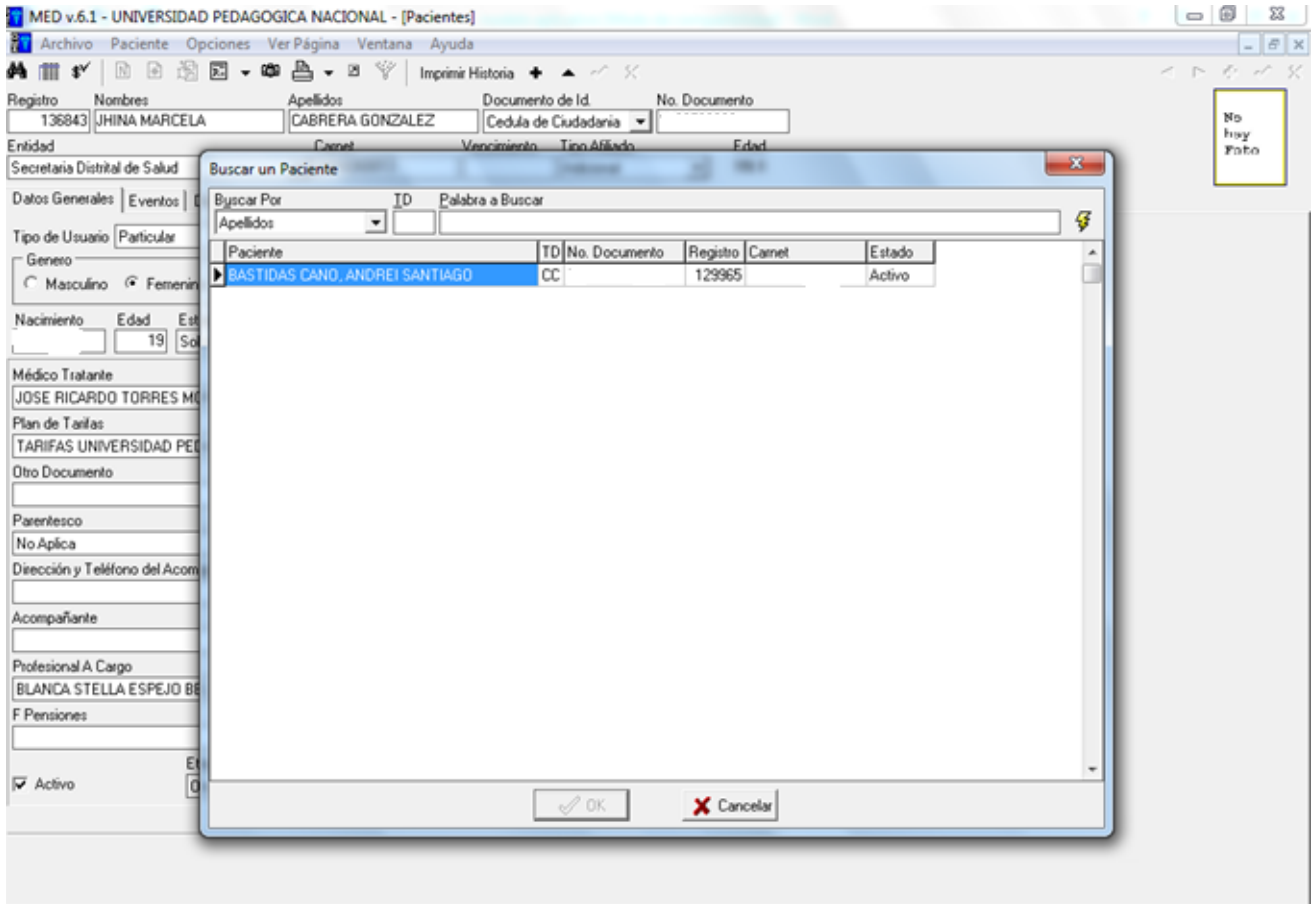 MED v.6.1 - UNIVERSIDAD PEDAGOGICA NACIONAL - [Pacientes]
Archivo Paciente Opciones Ver Página Ventana Ayuda
Imprimir Historia
Registro Nombres Apellidos Documento de Id. No. Documento
136843 JHINA MARCELA CABRERA GONZALEZ Cedula de Ciudadania
No hay Foto
Entidad Carnet Vencimiento Tipo Afiliado Edad
Secretaria Distrital de Salud
Buscar un Paciente
Datos Generales Eventos
Buscar Por TD Palabra a Buscar
Apellidos
Tipo de Usuario Particular
Paciente TD No. Documento Registro Carnet Estado
BASTIDAS CANO, ANDREI SANTIAGO CC 129965 Activo
Genero
Masculino Femenin
Nacimiento Edad Est
19 Sol
Médico Tratante
JOSE RICARDO TORRES MO
Plan de Tarifas
TARIFAS UNIVERSIDAD PED
Otro Documento
Parentesco
No Aplica
Dirección y Teléfono del Acom
Acompañante
Profesional A Cargo
BLANCA STELLA ESPEJO BE
F Pensiones
Activo
OK Cancelar